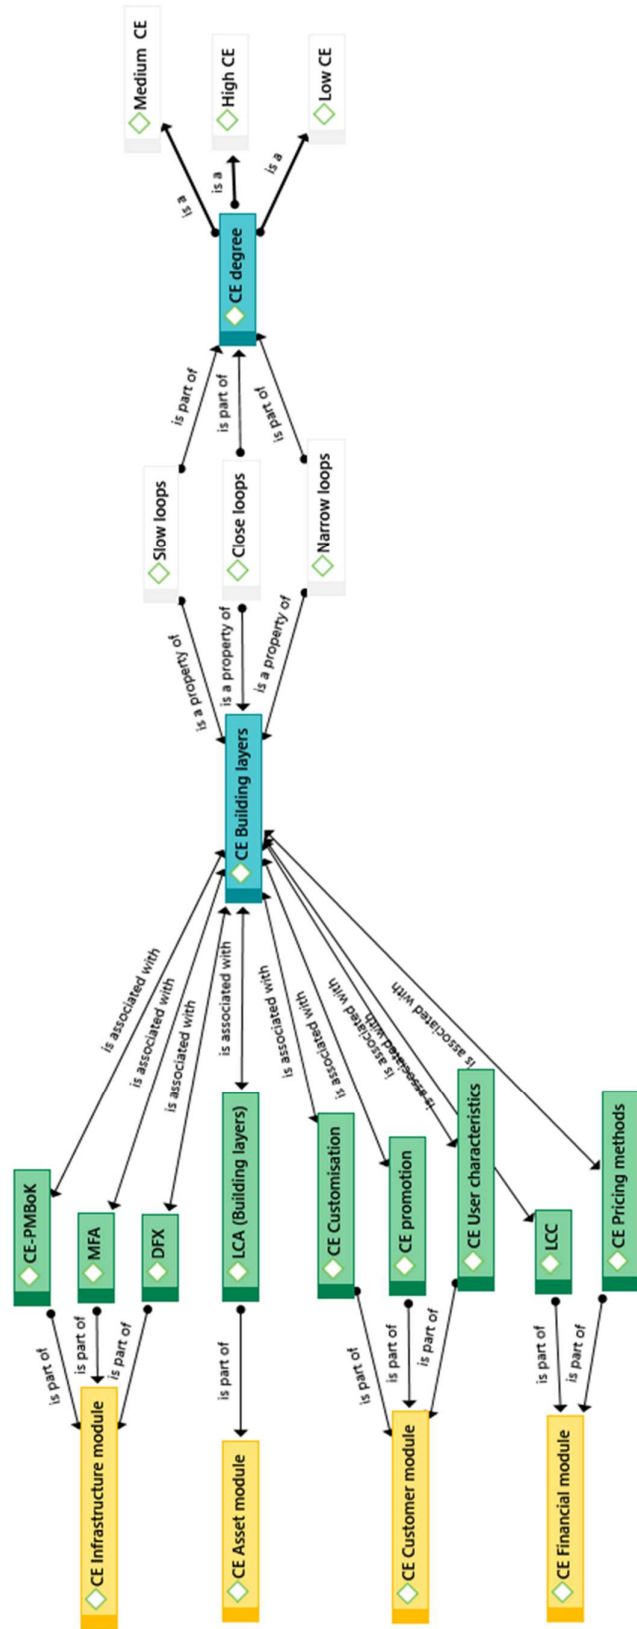 CE Infrastructure module
CE Asset module
CE Customer module
CE Financial module
is part of
is part of
is part of
is part of
is part of
is part of
is part of
is part of
is part of
CE-PMBoK
MFA
DFX
LCA (Building layers)
CE Customisation
CE promotion
CE User characteristics
LCC
CE Pricing methods
is associated with
is associated with
is associated with
is associated with
is associated with
is associated with
is associated with
is associated with
is associated with
CE Building layers
is a property of
is a property of
is a property of
Slow loops
Close loops
Narrow loops
is part of
is part of
is part of
CE degree
is a
is a
is a
Medium CE
High CE
Low CE